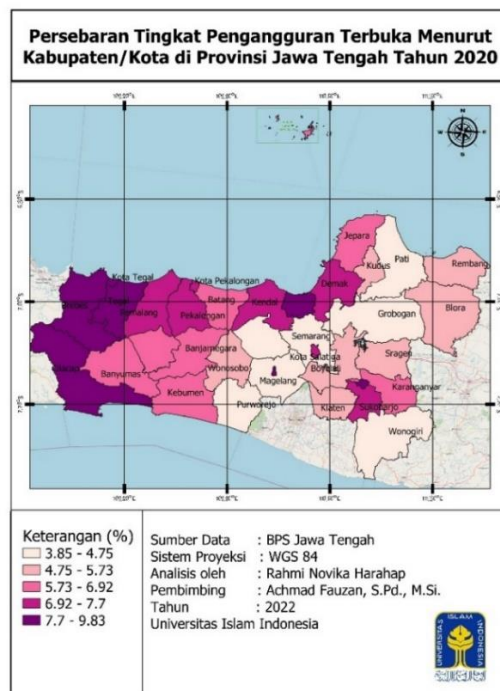 Persebaran Tingkat Pengangguran Terbuka Menurut
Kabupaten/Kota di Provinsi Jawa Tengah Tahun 2020
Jepara
Pati
Kudus
Rembang
Kota Tegal
Kota Pekalongan
Demak
Batang
Kendal
Pekalongan
Grobogan
Blora
Semarang
Banjarnegara
Kota Salatiga
Sragen
Banyumas
Wonosobo
Magelang
Karanganyar
Kebumen
Purworejo
Klaten
Sukoharjo
Wonogiri
Keterangan (%)
3.85 - 4.75
4.75 - 5.73
5.73 - 6.92
6.92 - 7.7
7.7 - 9.83
Sumber Data : BPS Jawa Tengah
Sistem Proyeksi : WGS 84
Analisis oleh : Rahmi Novika Harahap
Pembimbing : Achmad Fauzan, S.Pd., M.Si.
Tahun : 2022
Universitas Islam Indonesia
UNIVERSITAS ISLAM INDONESIA